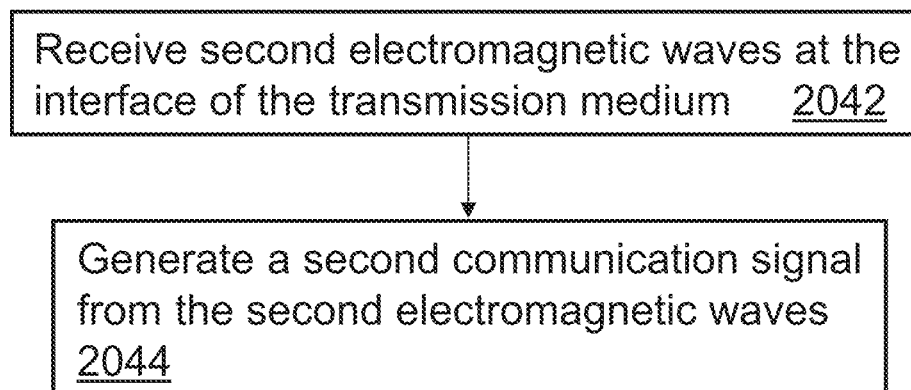 Receive second electromagnetic waves at the
interface of the transmission medium 2042
Generate a second communication signal
from the second electromagnetic waves
2044